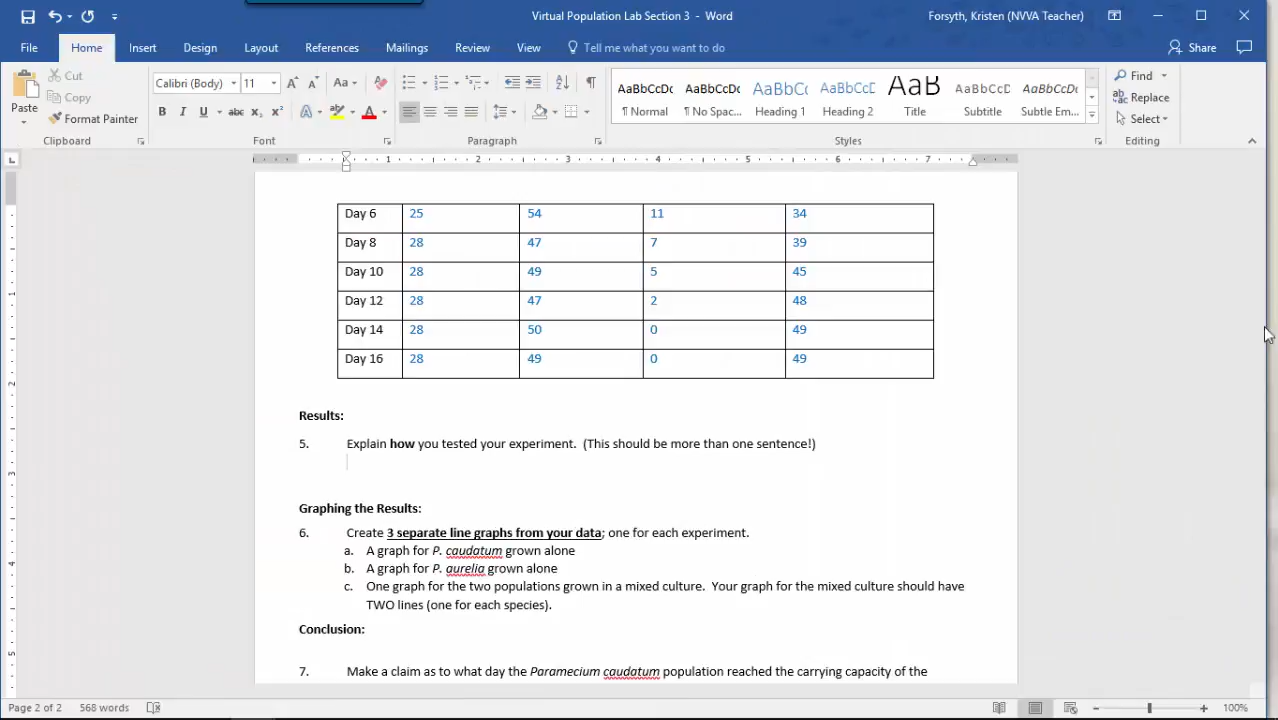 Virtual Population Lab Section 3 - Word
Forsyth, Kristen (NVVA Teacher)
File Home Insert Design Layout References Mailings Review View Tell me what you want to do Share
Paste
Cut
Copy
Format Painter
Clipboard
Calibri (Body) 11
Font
Paragraph
AaBbCcDc AaBbCcDc AaBbCc AaBbCcE AaB AaBbCcDc AaBbCcDc
¶ Normal ¶ No Spac... Heading 1 Heading 2 Title Subtitle Subtle Em...
Styles
Find
Replace
Select
Editing
1 2 3 4 5 6 7
Day 6 25 54 11 34
Day 8 28 47 7 39
Day 10 28 49 5 45
Day 12 28 47 2 48
Day 14 28 50 0 49
Day 16 28 49 0 49
Results:
5. Explain how you tested your experiment. (This should be more than one sentence!)
Graphing the Results:
6. Create 3 separate line graphs from your data; one for each experiment.
a. A graph for P. caudatum grown alone
b. A graph for P. aurelia grown alone
c. One graph for the two populations grown in a mixed culture. Your graph for the mixed culture should have
TWO lines (one for each species).
Conclusion:
7. Make a claim as to what day the Paramecium caudatum population reached the carrying capacity of the
Page 2 of 2 568 words 100%